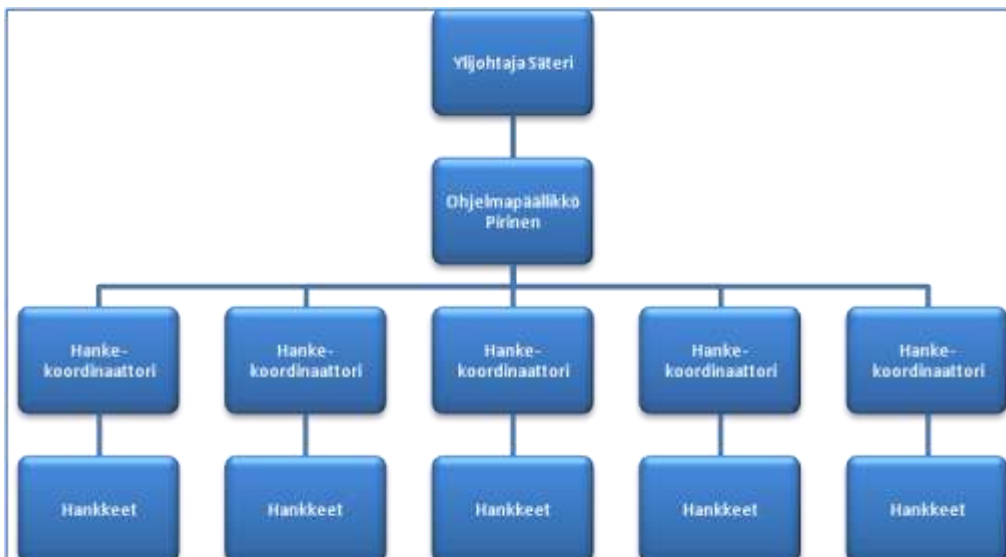 Ylijohtaja Säteri
Ohjelmapäällikkö
Pirinen
Hanke-
koordinaattori
Hanke-
koordinaattori
Hanke-
koordinaattori
Hanke-
koordinaattori
Hanke-
koordinaattori
Hankkeet
Hankkeet
Hankkeet
Hankkeet
Hankkeet